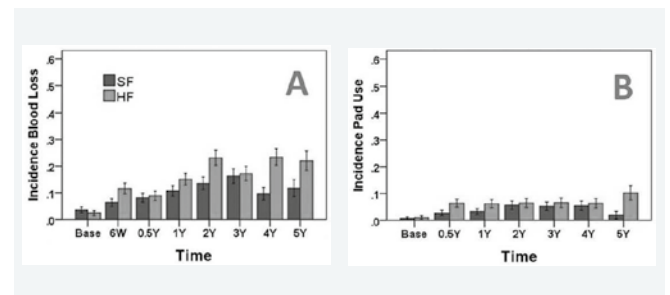 Incidence Blood Loss
.6
.5
.4
.3
.2
.1
.0
SF
HF
A
Base 6W 0.5Y 1Y 2Y 3Y 4Y 5Y
Time
Incidence Pad Use
.6
.5
.4
.3
.2
.1
.0
B
Base 0.5Y 1Y 2Y 3Y 4Y 5Y
Time